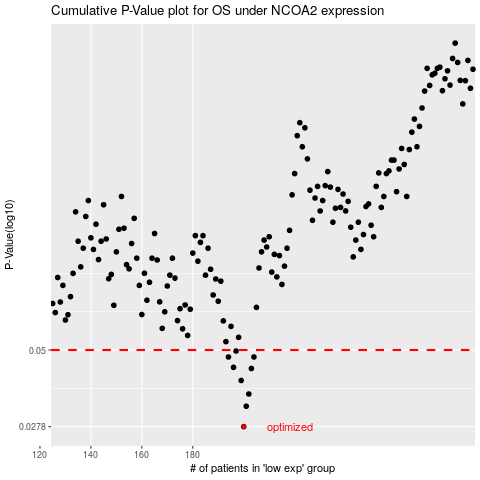 Cumulative P-Value plot for OS under NCOA2 expression
P-Value(log10)
0.05
0.0278
optimized
120 140 160 180
# of patients in 'low exp' group